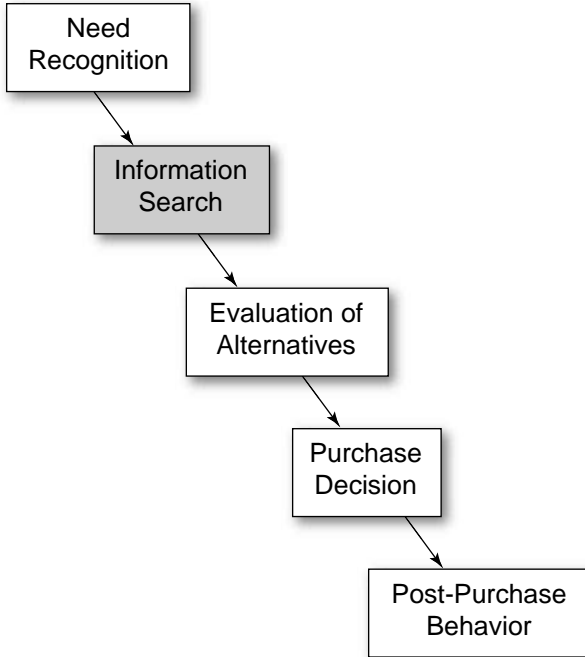 Need
Recognition
Information
Search
Evaluation of
Alternatives
Purchase
Decision
Post-Purchase
Behavior